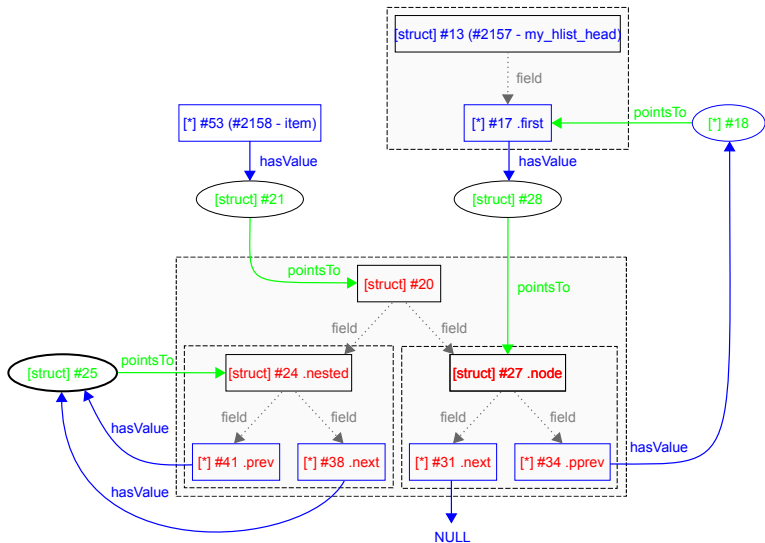 [struct] #13 (#2157 - my_hlist_head)
field
[*] #53 (#2158 - item)
[*] #17 .first
pointsTo
[*] #18
hasValue
hasValue
[struct] #21
[struct] #28
pointsTo
[struct] #20
pointsTo
field
field
[struct] #25
pointsTo
[struct] #24 .nested
[struct] #27 .node
field
field
field
field
hasValue
[*] #41 .prev
[*] #38 .next
[*] #31 .next
[*] #34 .pprev
hasValue
hasValue
NULL